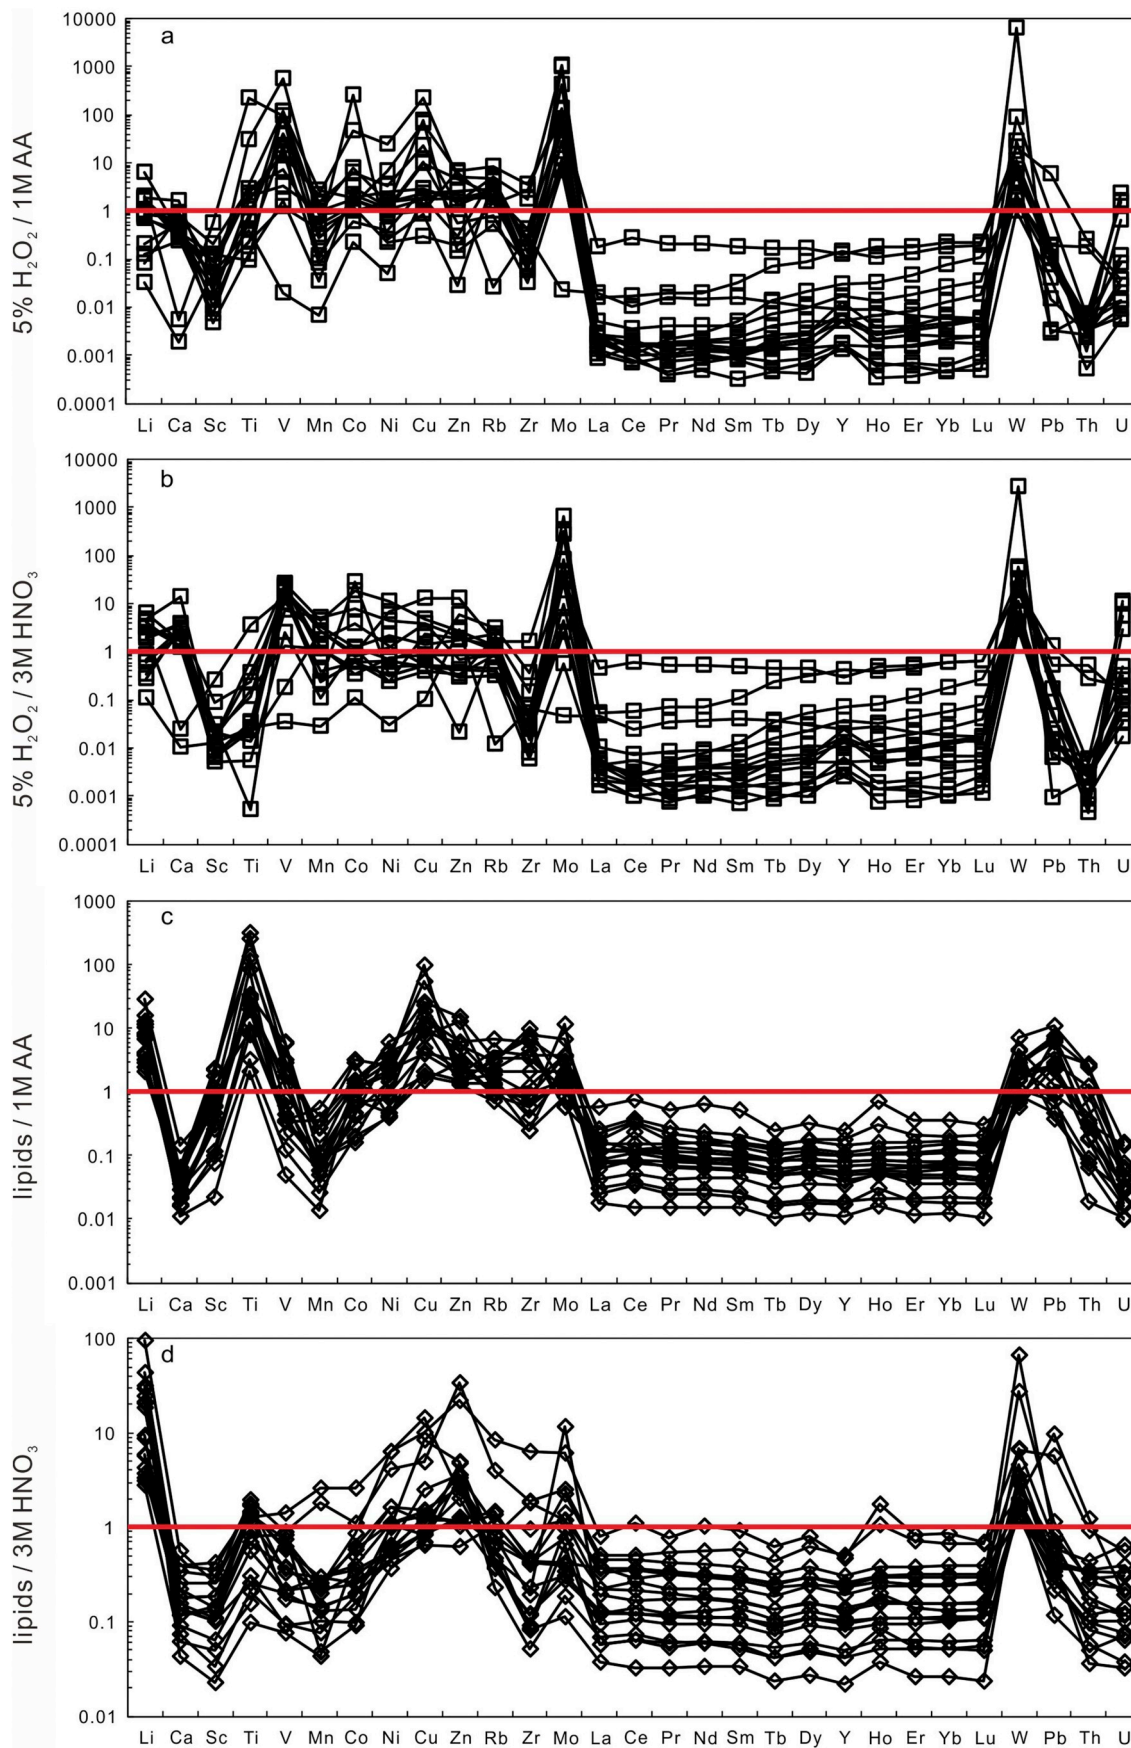 5% H₂O₂ / 1M AA
a
10000
1000
100
10
1
0.1
0.01
0.001
0.0001
Li Ca Sc Ti V Mn Co Ni Cu Zn Rb Zr Mo La Ce Pr Nd Sm Tb Dy Y Ho Er Yb Lu W Pb Th U
5% H₂O₂ / 3M HNO₃
b
10000
1000
100
10
1
0.1
0.01
0.001
0.0001
Li Ca Sc Ti V Mn Co Ni Cu Zn Rb Zr Mo La Ce Pr Nd Sm Tb Dy Y Ho Er Yb Lu W Pb Th U
lipids / 1M AA
c
1000
100
10
1
0.1
0.01
0.001
Li Ca Sc Ti V Mn Co Ni Cu Zn Rb Zr Mo La Ce Pr Nd Sm Tb Dy Y Ho Er Yb Lu W Pb Th U
lipids / 3M HNO₃
d
100
10
1
0.1
0.01
Li Ca Sc Ti V Mn Co Ni Cu Zn Rb Zr Mo La Ce Pr Nd Sm Tb Dy Y Ho Er Yb Lu W Pb Th U